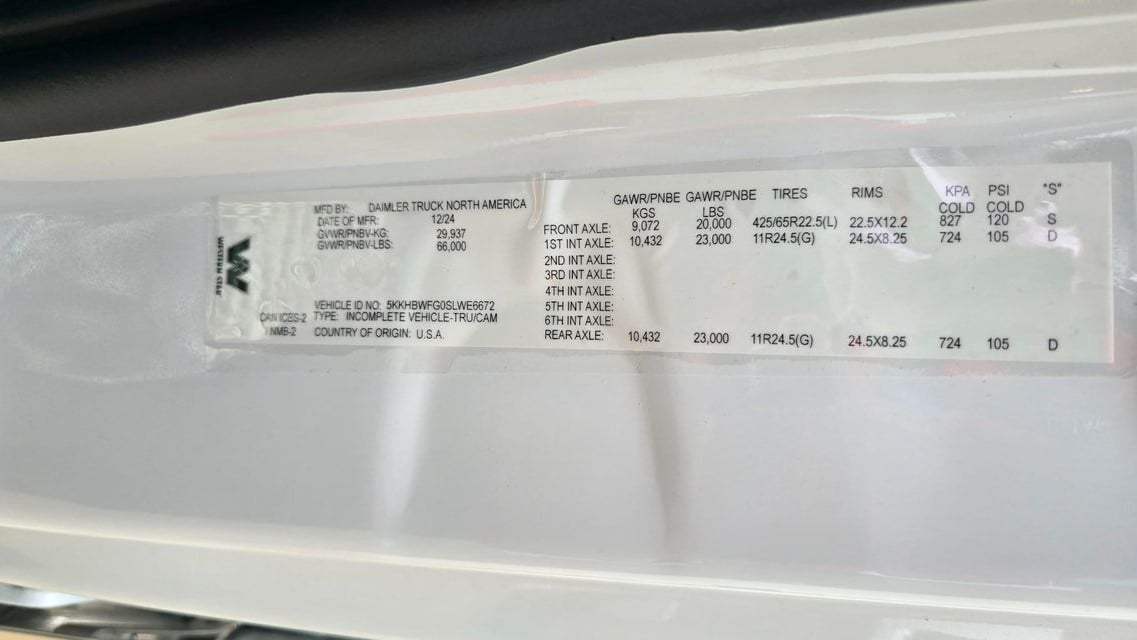 WESTERN STAR
MFD BY: DAIMLER TRUCK NORTH AMERICA
DATE OF MFR: 12/24
GVWR/PNBV-KG: 29,937
GVWR/PNBV-LBS: 66,000
VEHICLE ID NO: 5KKHBWFG0SLWE6672
CAN ICES-2 TYPE: INCOMPLETE VEHICLE-TRU/CAM
/ NMB-2 COUNTRY OF ORIGIN: U.S.A.
GAWR/PNBE GAWR/PNBE TIRES RIMS KPA PSI "S"
KGS LBS COLD COLD
FRONT AXLE: 9,072 20,000 425/65R22.5(L) 22.5X12.2 827 120 S
1ST INT AXLE: 10,432 23,000 11R24.5(G) 24.5X8.25 724 105 D
2ND INT AXLE:
3RD INT AXLE:
4TH INT AXLE:
5TH INT AXLE:
6TH INT AXLE:
REAR AXLE: 10,432 23,000 11R24.5(G) 24.5X8.25 724 105 D